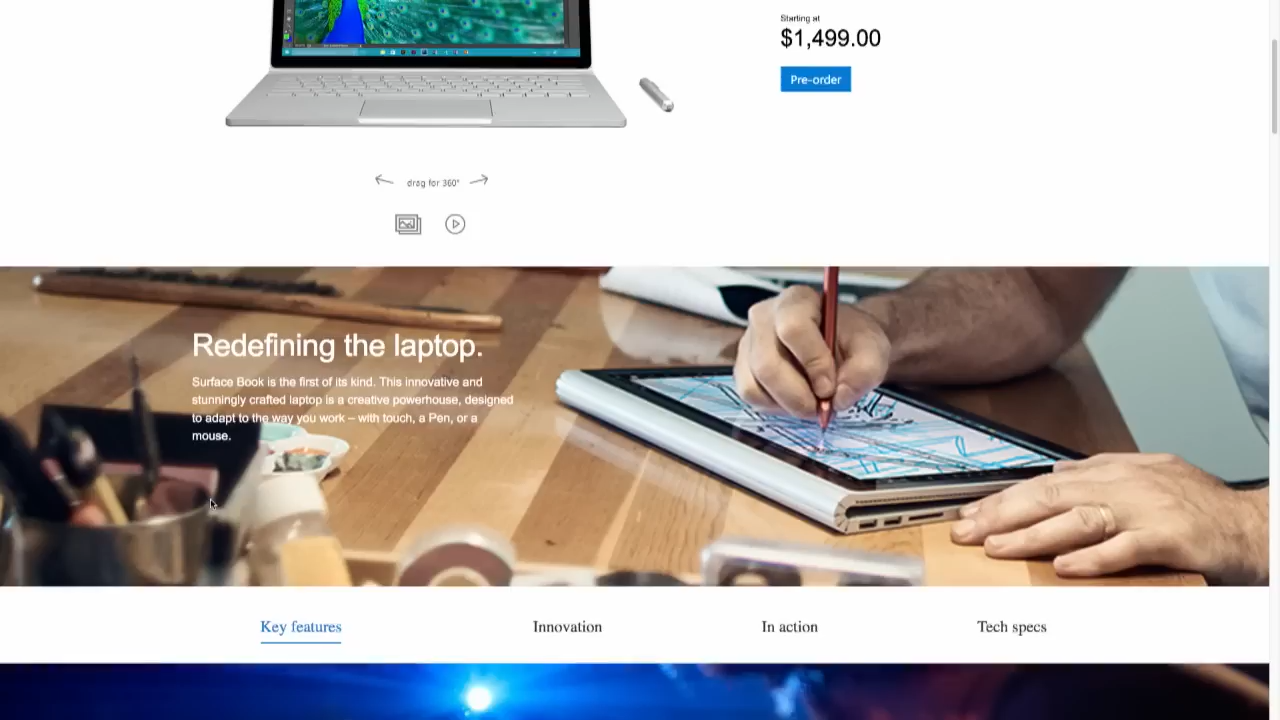 Starting at
$1,499.00
Pre-order
drag for 360°
Redefining the laptop.
Surface Book is the first of its kind. This innovative and
stunningly crafted laptop is a creative powerhouse, designed
to adapt to the way you work – with touch, a Pen, or a
mouse.
Key features
Innovation
In action
Tech specs